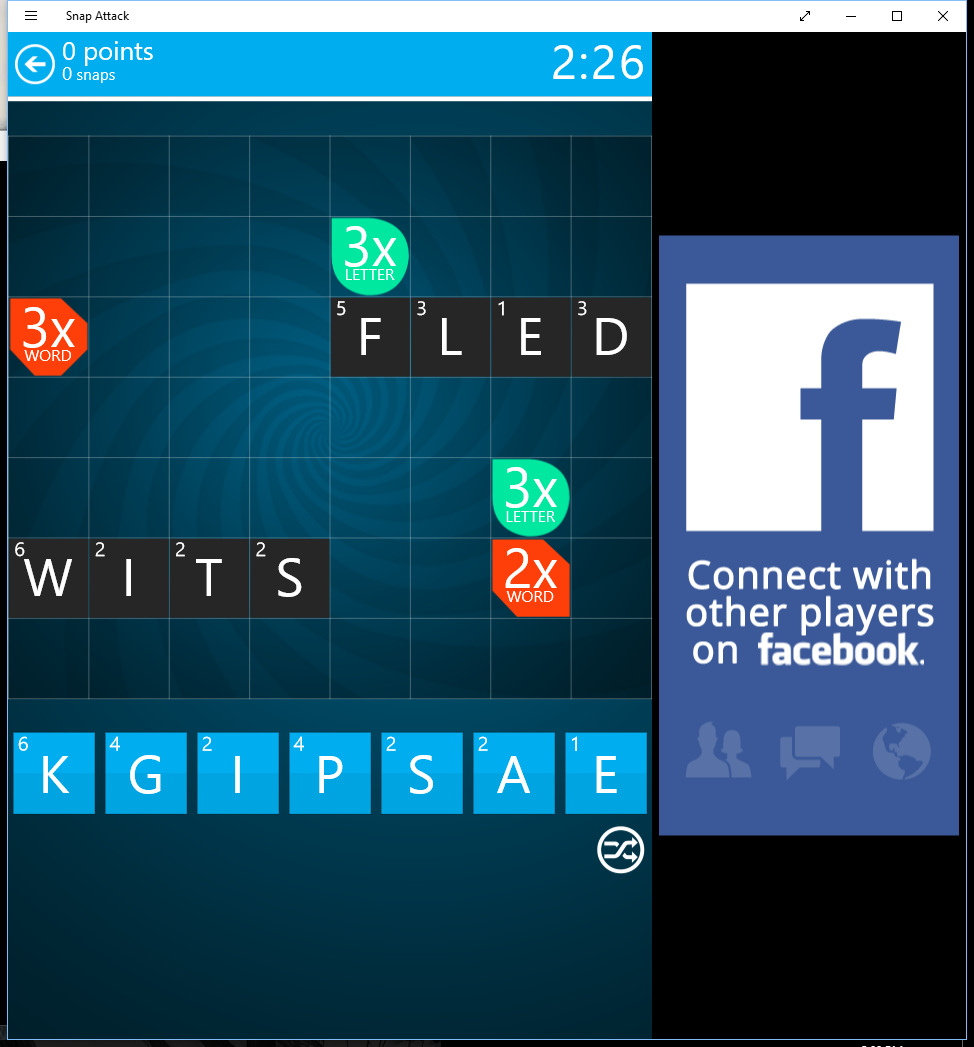 Snap Attack
0 points
0 snaps
2:26
3x
LETTER
3x
WORD
5 F 3 L 1 E 3 D
3x
LETTER
6 W 2 I 2 T 2 S
2x
WORD
6 K 4 G 2 I 4 P 2 S 2 A 1 E
f
Connect with
other players
on facebook.